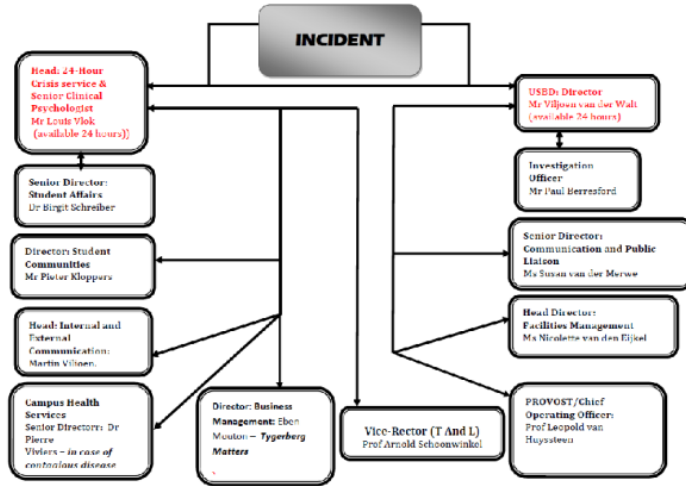 INCIDENT
Head: 24-Hour
Crisis service &
Senior Clinical
Psychologist
Mr Louis Vlok
(available 24 hours))
USBD: Director
Mr Viljoen van der Walt
(available 24 hours)
Senior Director:
Student Affairs
Dr Birgit Schreiber
Investigation
Officer
Mr Paul Berresford
Director: Student
Communities
Mr Pieter Kloppers
Senior Director:
Communication and Public
Liaison
Ms Susan van der Merwe
Head: Internal and
External
Communication:
Martin Viljoen.
Head Director:
Facilities Management
Ms Nicolette van den Eijkel
Campus Health
Services
Senior Directorr: Dr
Pierre
Viviers – in case of
contagious disease
Director: Business
Management: Eben
Mouton – Tygerberg
Matters
Vice-Rector (T And L)
Prof Arnold Schoonwinkel
PROVOST/Chief
Operating Officer:
Prof Leopold van
Huyssteen